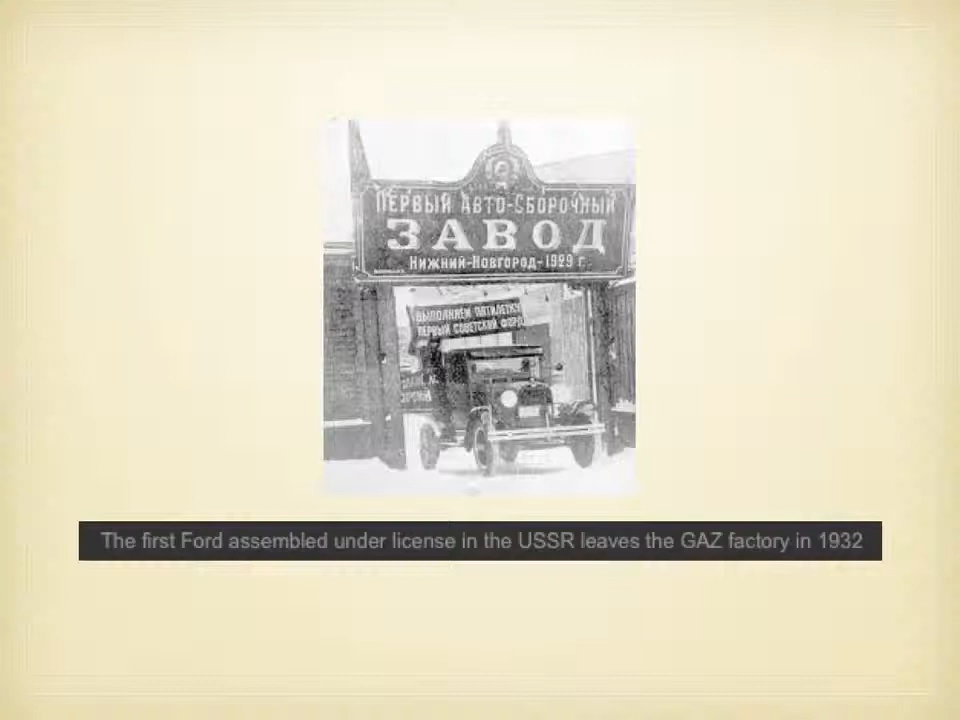 ПЕРВЫЙ АВТО-СБОРОЧНЫЙ
ЗАВОД
Нижний-Новгород-1929 г.
ВЫПОЛНЯЕМ ПЯТИЛЕТКУ
ПЕРВЫЙ СОВЕТСКИЙ ФОРД
The first Ford assembled under license in the USSR leaves the GAZ factory in 1932